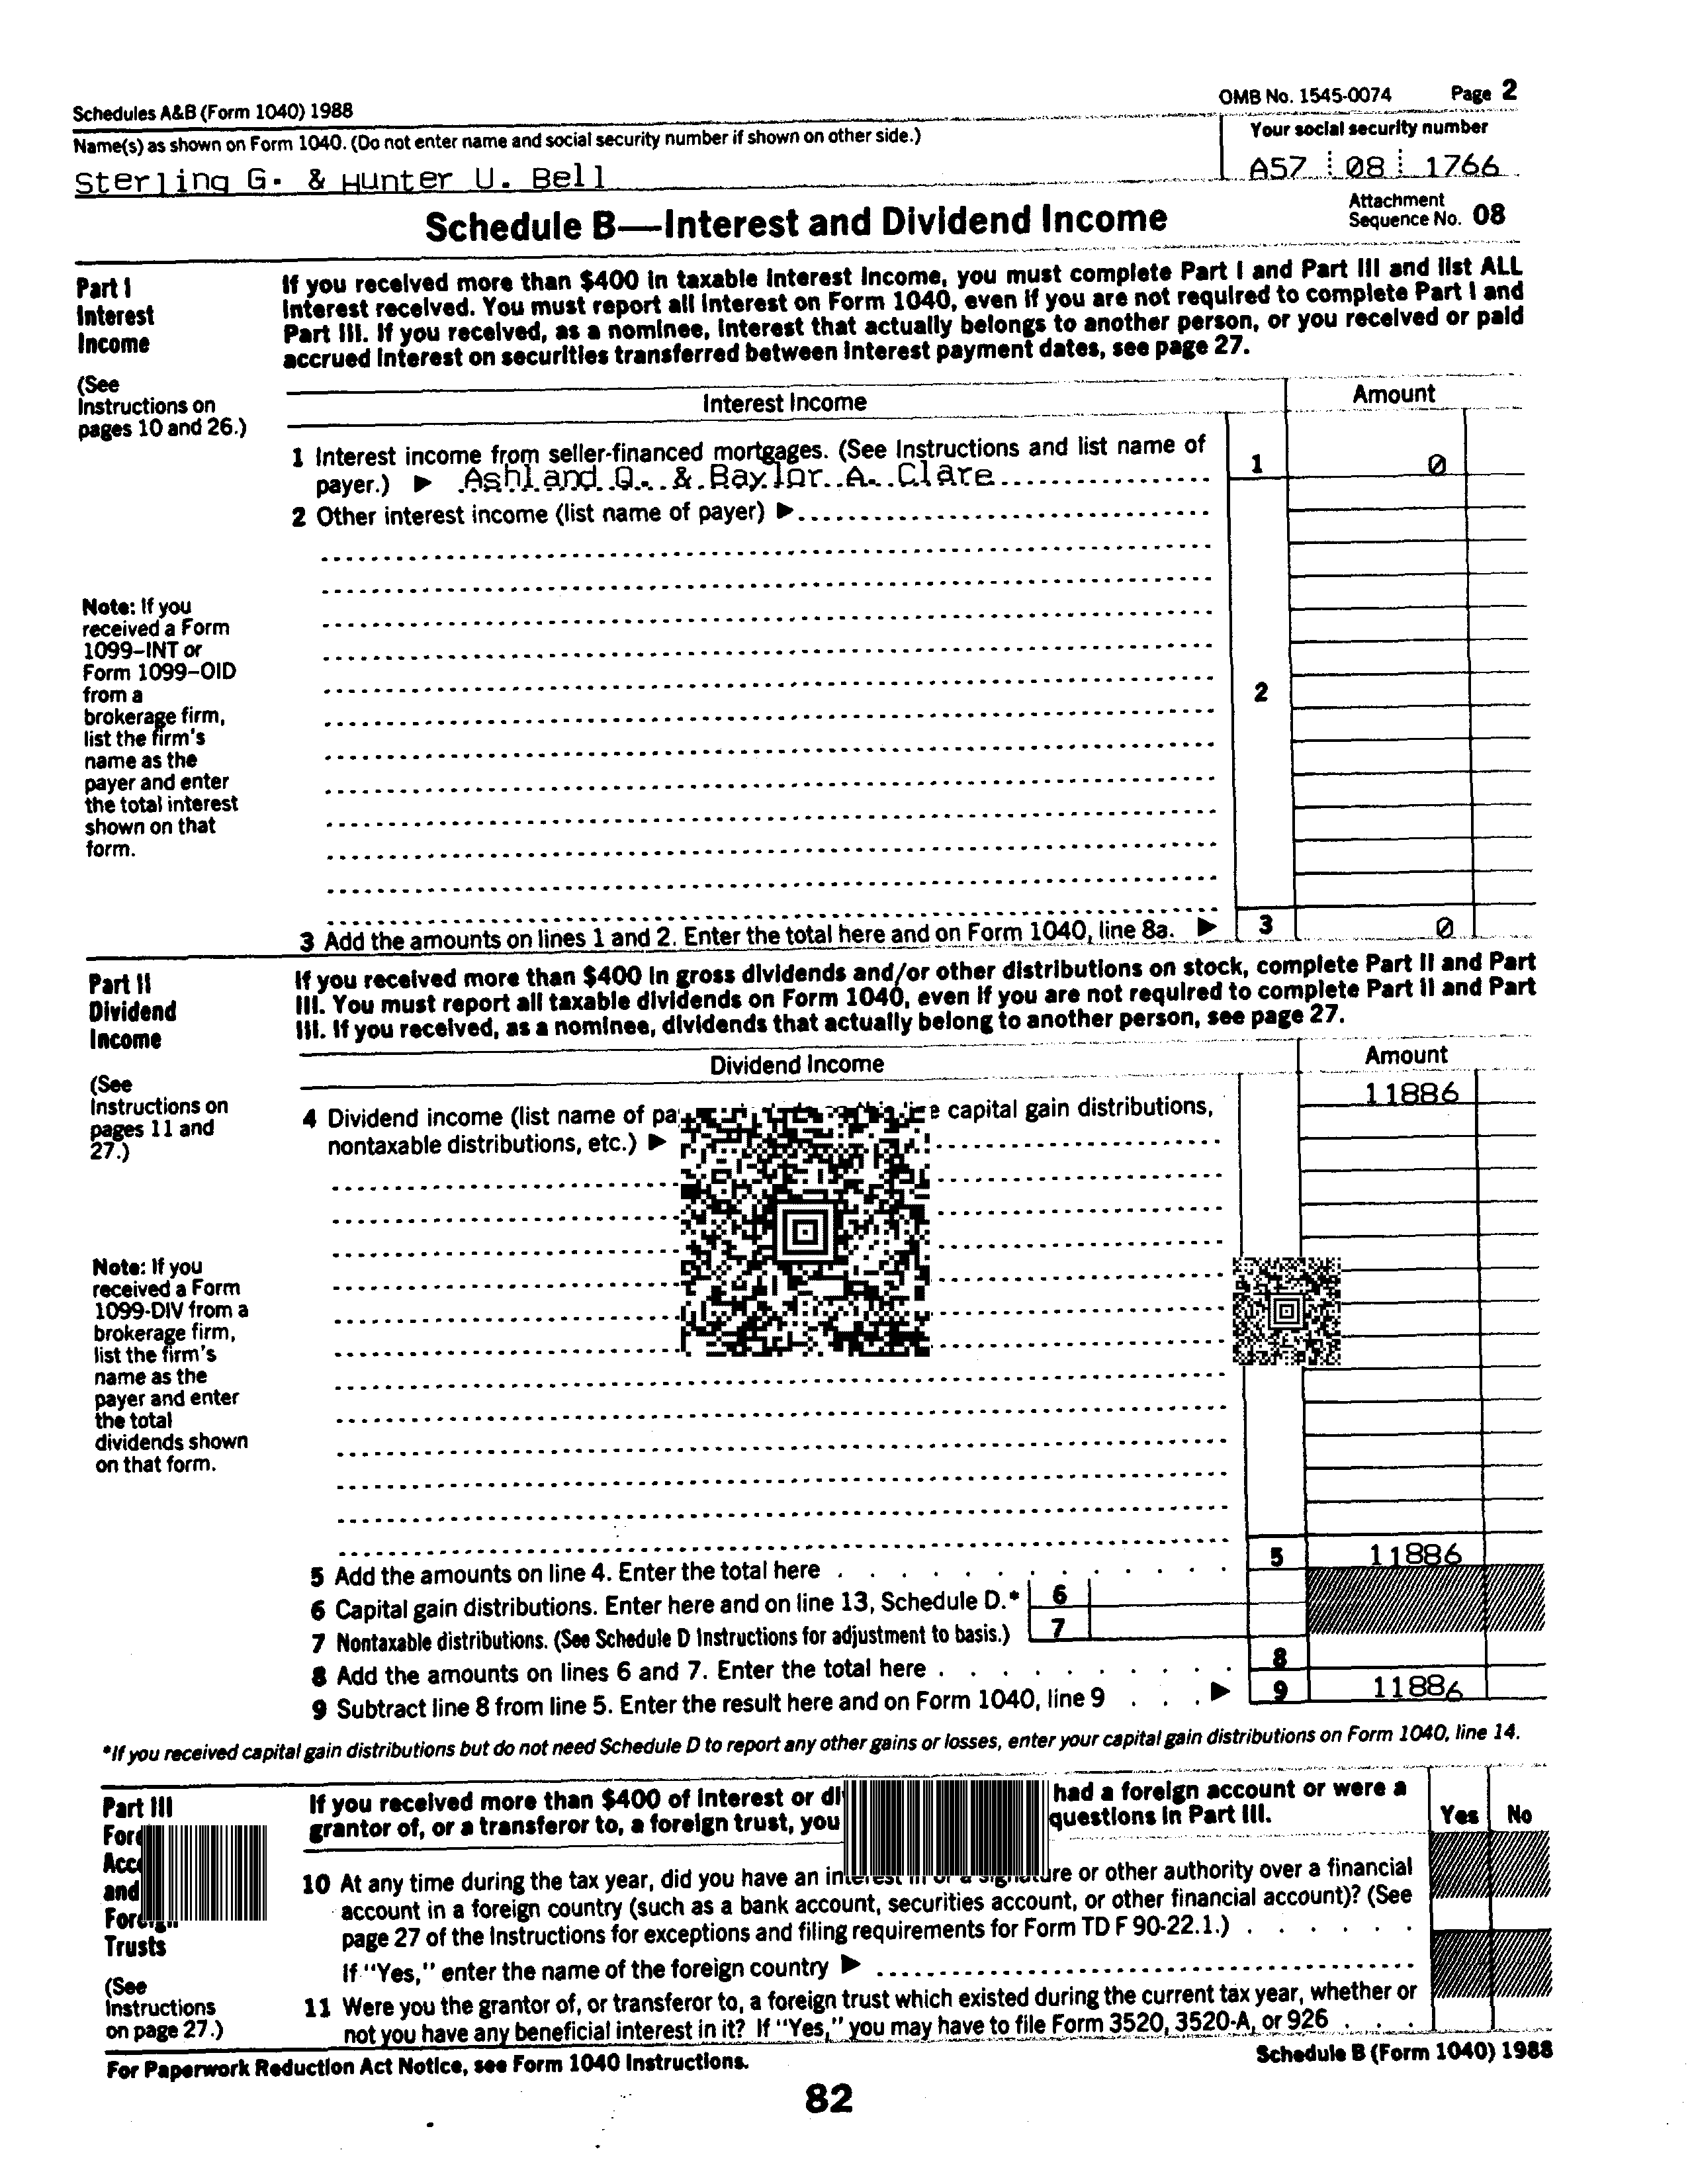 Schedules A&B (Form 1040) 1988
OMB No. 1545-0074 Page 2
Name(s) as shown on Form 1040. (Do not enter name and social security number if shown on other side.)
Your social security number
Sterling G. & Hunter U. Bell
A57 08 1766
Schedule B—Interest and Dividend Income
Attachment
Sequence No. 08
Part I
Interest
Income
(See
Instructions on
pages 10 and 26.)
If you received more than $400 in taxable interest income, you must complete Part I and Part III and list ALL
interest received. You must report all interest on Form 1040, even if you are not required to complete Part I and
Part III. If you received, as a nominee, interest that actually belongs to another person, or you received or paid
accrued interest on securities transferred between interest payment dates, see page 27.
Interest Income
Amount
1 Interest income from seller-financed mortgages. (See Instructions and list name of
payer.) ▶ Ashland Q. & Baylor A. Clare
1 0
2 Other interest income (list name of payer) ▶
Note: If you
received a Form
1099–INT or
Form 1099–OID
from a
brokerage firm,
list the firm's
name as the
payer and enter
the total interest
shown on that
form.
2
3 Add the amounts on lines 1 and 2. Enter the total here and on Form 1040, line 8a. ▶ 3 0
Part II
Dividend
Income
(See
Instructions on
pages 11 and
27.)
If you received more than $400 in gross dividends and/or other distributions on stock, complete Part II and Part
III. You must report all taxable dividends on Form 1040, even if you are not required to complete Part II and Part
III. If you received, as a nominee, dividends that actually belong to another person, see page 27.
Dividend Income
Amount
11886
4 Dividend income (list name of capital gain distributions,
nontaxable distributions, etc.) ▶
Note: If you
received a Form
1099-DIV from a
brokerage firm,
list the firm's
name as the
payer and enter
the total
dividends shown
on that form.
5 Add the amounts on line 4. Enter the total here 5 11886
6 Capital gain distributions. Enter here and on line 13, Schedule D.* 6
7 Nontaxable distributions. (See Schedule D Instructions for adjustment to basis.) 7
8 Add the amounts on lines 6 and 7. Enter the total here 8
9 Subtract line 8 from line 5. Enter the result here and on Form 1040, line 9 ▶ 9 11886
*If you received capital gain distributions but do not need Schedule D to report any other gains or losses, enter your capital gain distributions on Form 1040, line 14.
Part III
and
Trusts
(See
Instructions
on page 27.)
If you received more than $400 of interest or had a foreign account or were a
grantor of, or a transferor to, a foreign trust, you questions in Part III.
Yes No
10 At any time during the tax year, did you have an interest in or a signature or other authority over a financial
account in a foreign country (such as a bank account, securities account, or other financial account)? (See
page 27 of the Instructions for exceptions and filing requirements for Form TD F 90-22.1.)
If "Yes," enter the name of the foreign country ▶
11 Were you the grantor of, or transferor to, a foreign trust which existed during the current tax year, whether or
not you have any beneficial interest in it? If "Yes," you may have to file Form 3520, 3520-A, or 926
For Paperwork Reduction Act Notice, see Form 1040 Instructions.
Schedule B (Form 1040) 1988
82